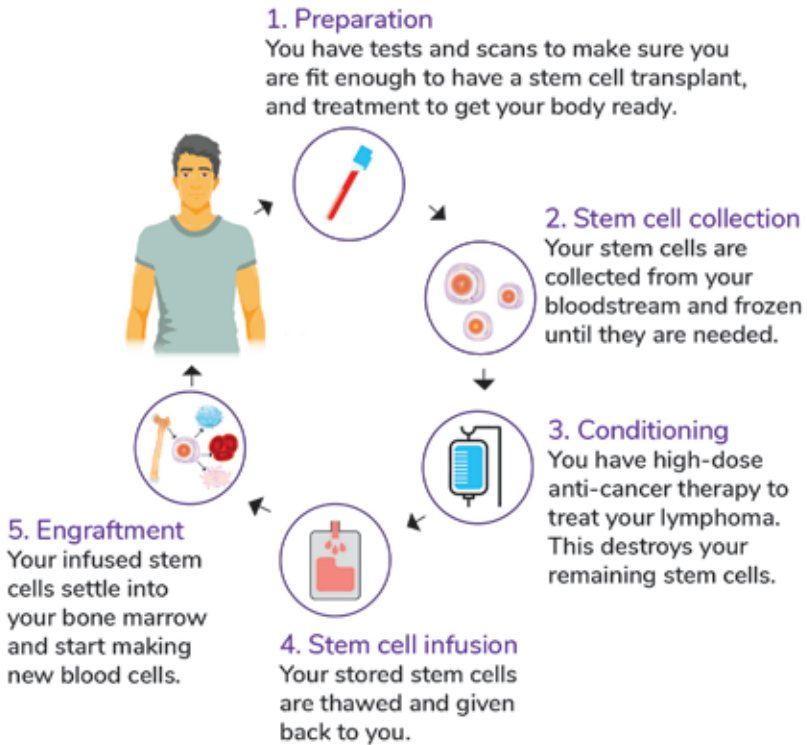 1. Preparation
You have tests and scans to make sure you
are fit enough to have a stem cell transplant,
and treatment to get your body ready.
2. Stem cell collection
Your stem cells are
collected from your
bloodstream and frozen
until they are needed.
3. Conditioning
You have high-dose
anti-cancer therapy to
treat your lymphoma.
This destroys your
remaining stem cells.
4. Stem cell infusion
Your stored stem cells
are thawed and given
back to you.
5. Engraftment
Your infused stem
cells settle into
your bone marrow
and start making
new blood cells.